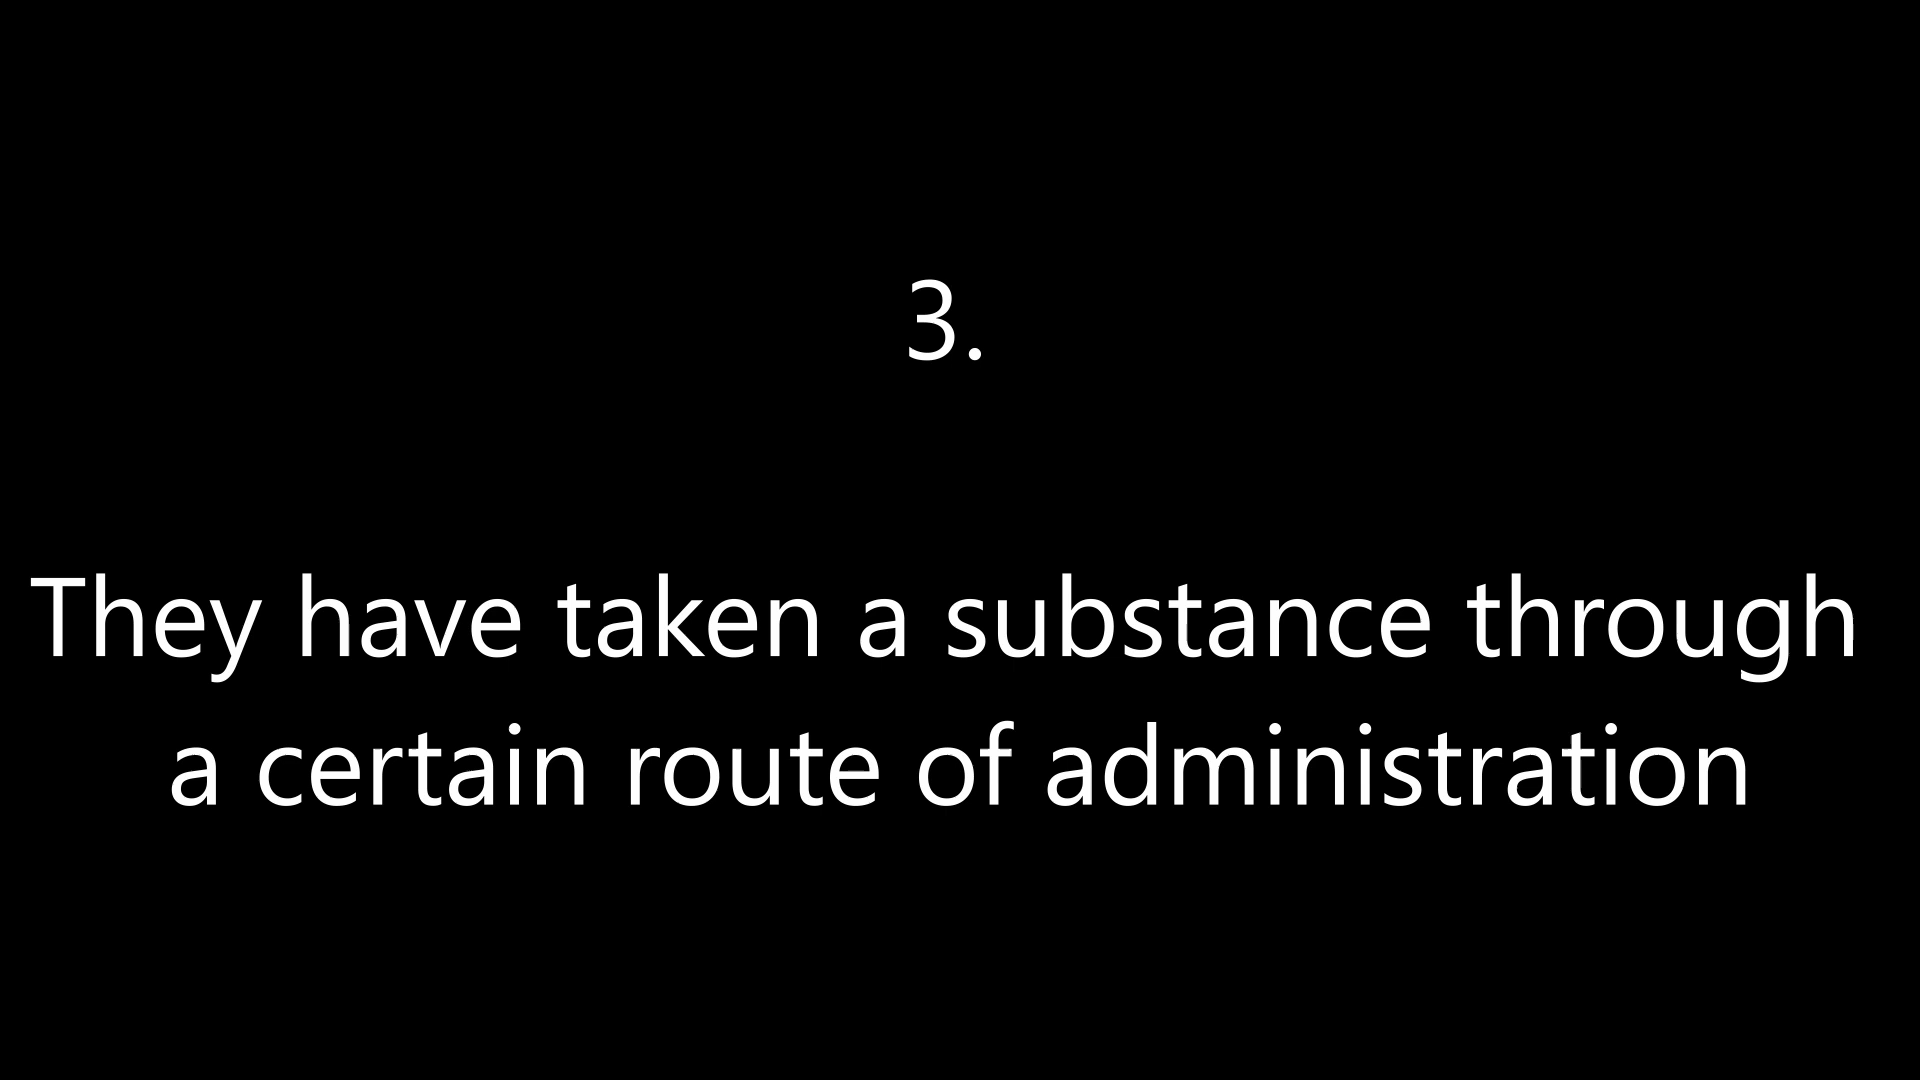 3.
They have taken a substance through
a certain route of administration